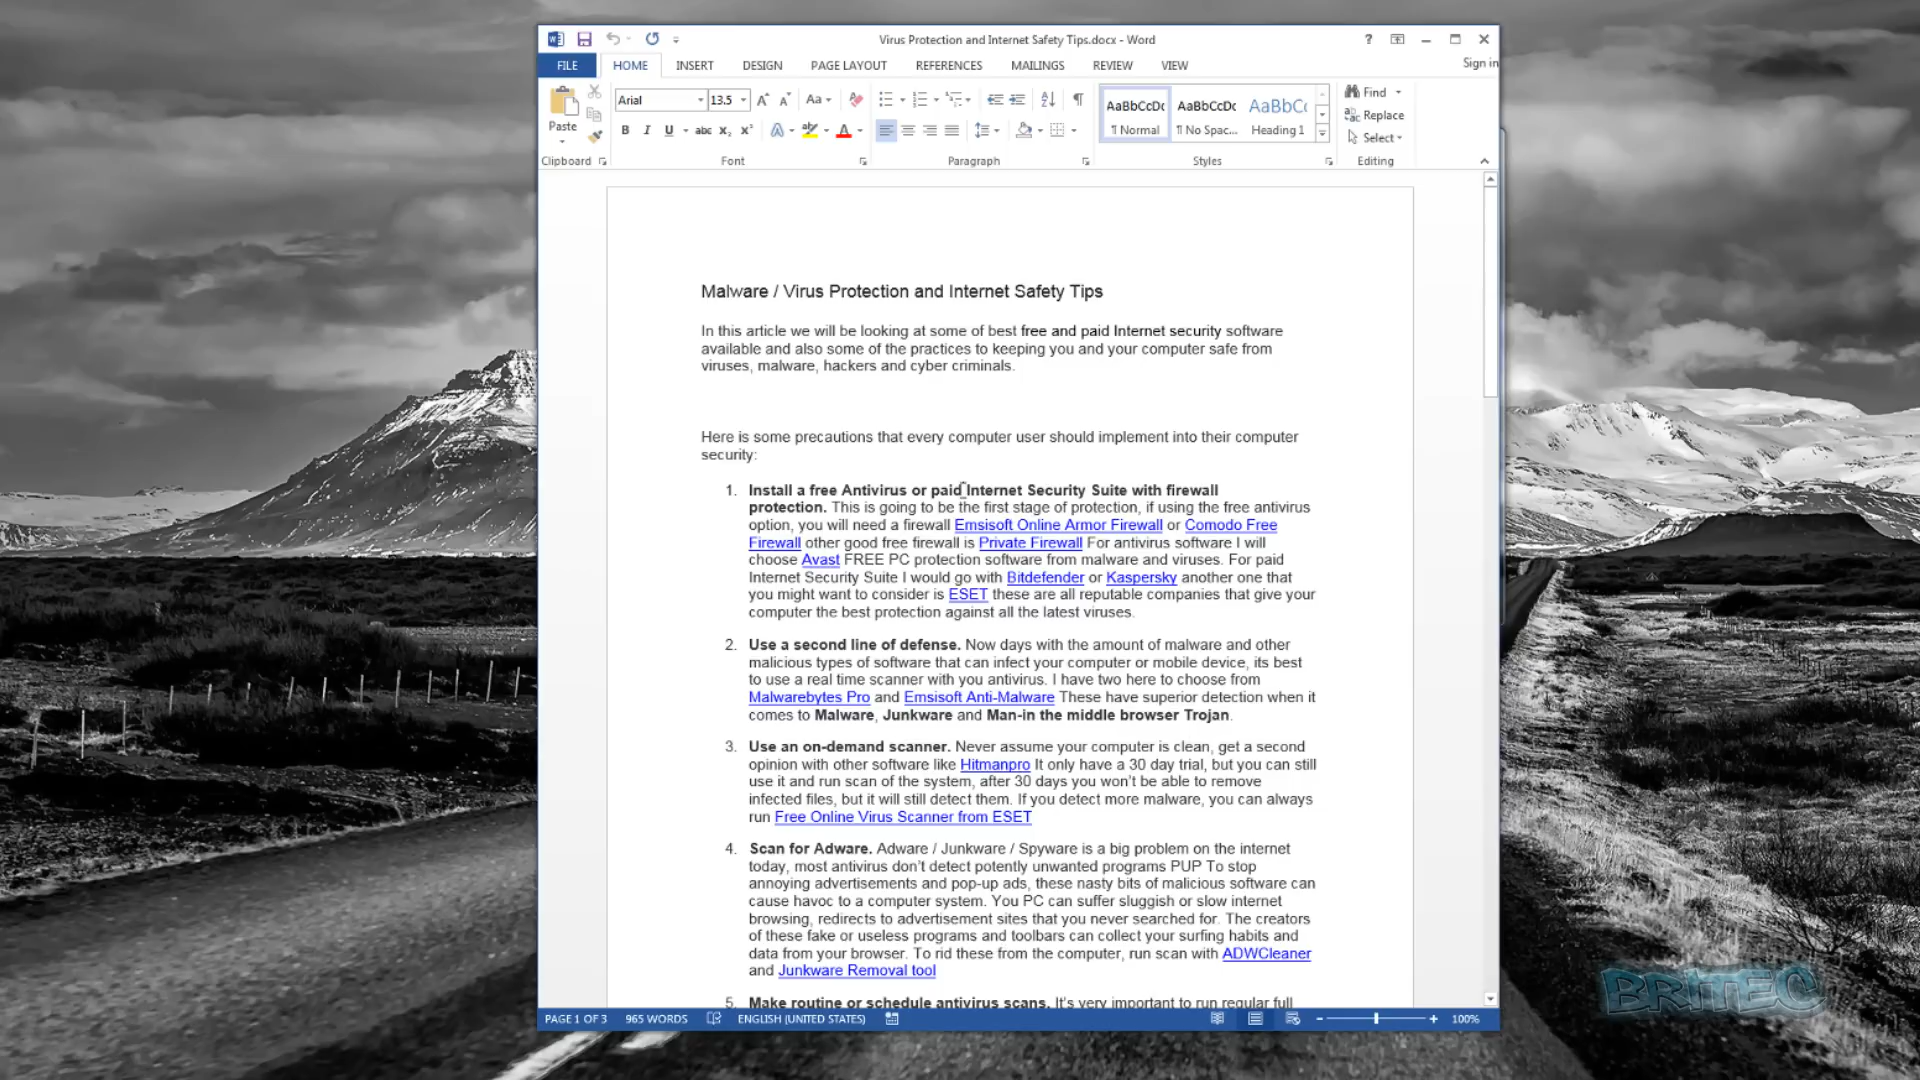 Virus Protection and Internet Safety Tips.docx - Word
FILE HOME INSERT DESIGN PAGE LAYOUT REFERENCES MAILINGS REVIEW VIEW Sign in
Paste
Arial 13.5
Aa
B I U abc X₂ X²
A A
AaBbCcDc AaBbCcDc AaBbCc
¶ Normal ¶ No Spac... Heading 1
Find
Replace
Select
Clipboard Font Paragraph Styles Editing
Malware / Virus Protection and Internet Safety Tips
In this article we will be looking at some of best free and paid Internet security software
available and also some of the practices to keeping you and your computer safe from
viruses, malware, hackers and cyber criminals.
Here is some precautions that every computer user should implement into their computer
security:
1. Install a free Antivirus or paid Internet Security Suite with firewall
protection. This is going to be the first stage of protection, if using the free antivirus
option, you will need a firewall Emsisoft Online Armor Firewall or Comodo Free
Firewall other good free firewall is Private Firewall For antivirus software I will
choose Avast FREE PC protection software from malware and viruses. For paid
Internet Security Suite I would go with Bitdefender or Kaspersky another one that
you might want to consider is ESET these are all reputable companies that give your
computer the best protection against all the latest viruses.
2. Use a second line of defense. Now days with the amount of malware and other
malicious types of software that can infect your computer or mobile device, its best
to use a real time scanner with you antivirus. I have two here to choose from
Malwarebytes Pro and Emsisoft Anti-Malware These have superior detection when it
comes to Malware, Junkware and Man-in the middle browser Trojan.
3. Use an on-demand scanner. Never assume your computer is clean, get a second
opinion with other software like Hitmanpro It only have a 30 day trial, but you can still
use it and run scan of the system, after 30 days you won't be able to remove
infected files, but it will still detect them. If you detect more malware, you can always
run Free Online Virus Scanner from ESET
4. Scan for Adware. Adware / Junkware / Spyware is a big problem on the internet
today, most antivirus don't detect potently unwanted programs PUP To stop
annoying advertisements and pop-up ads, these nasty bits of malicious software can
cause havoc to a computer system. You PC can suffer sluggish or slow internet
browsing, redirects to advertisement sites that you never searched for. The creators
of these fake or useless programs and toolbars can collect your surfing habits and
data from your browser. To rid these from the computer, run scan with ADWCleaner
and Junkware Removal tool
5. Make routine or schedule antivirus scans. It's very important to run regular full
PAGE 1 OF 3 965 WORDS ENGLISH (UNITED STATES) 100%
BRITEC